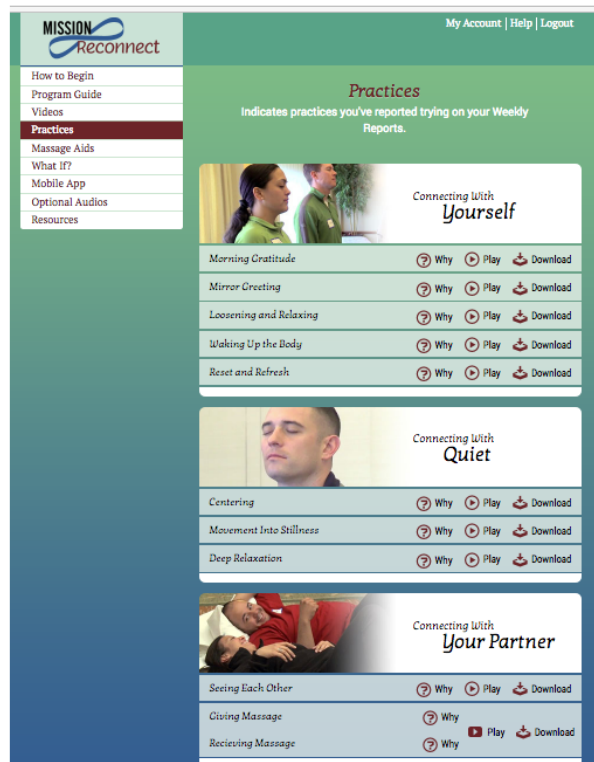 MISSION
Reconnect
My Account | Help | Logout
How to Begin
Program Guide
Videos
Practices
Massage Aids
What If?
Mobile App
Optional Audios
Resources
Practices
Indicates practices you've reported trying on your Weekly
Reports.
Connecting With
Yourself
Morning Gratitude ? Why Play Download
Mirror Greeting ? Why Play Download
Loosening and Relaxing ? Why Play Download
Waking Up the Body ? Why Play Download
Reset and Refresh ? Why Play Download
Connecting With
Quiet
Centering ? Why Play Download
Movement Into Stillness ? Why Play Download
Deep Relaxation ? Why Play Download
Connecting With
Your Partner
Seeing Each Other ? Why Play Download
Giving Massage ? Why
Play Download
Recieving Massage ? Why